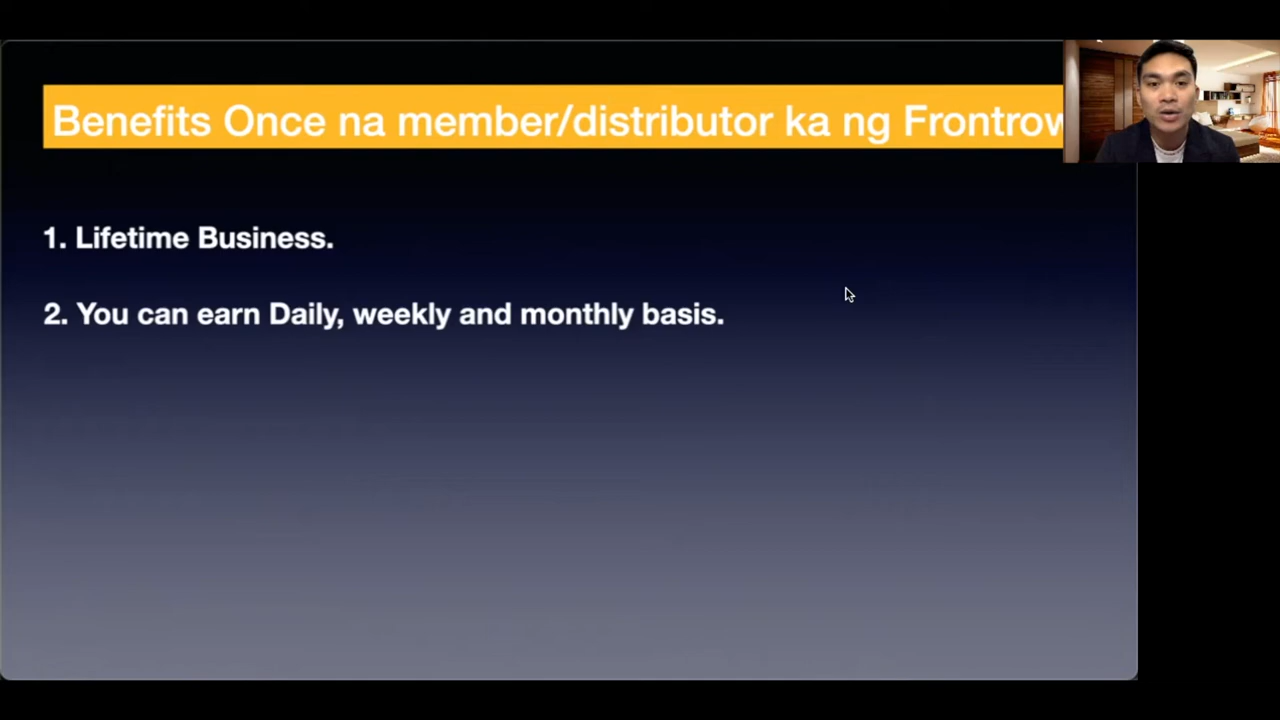 Benefits Once na member/distributor ka ng Frontrow
1. Lifetime Business.
2. You can earn Daily, weekly and monthly basis.